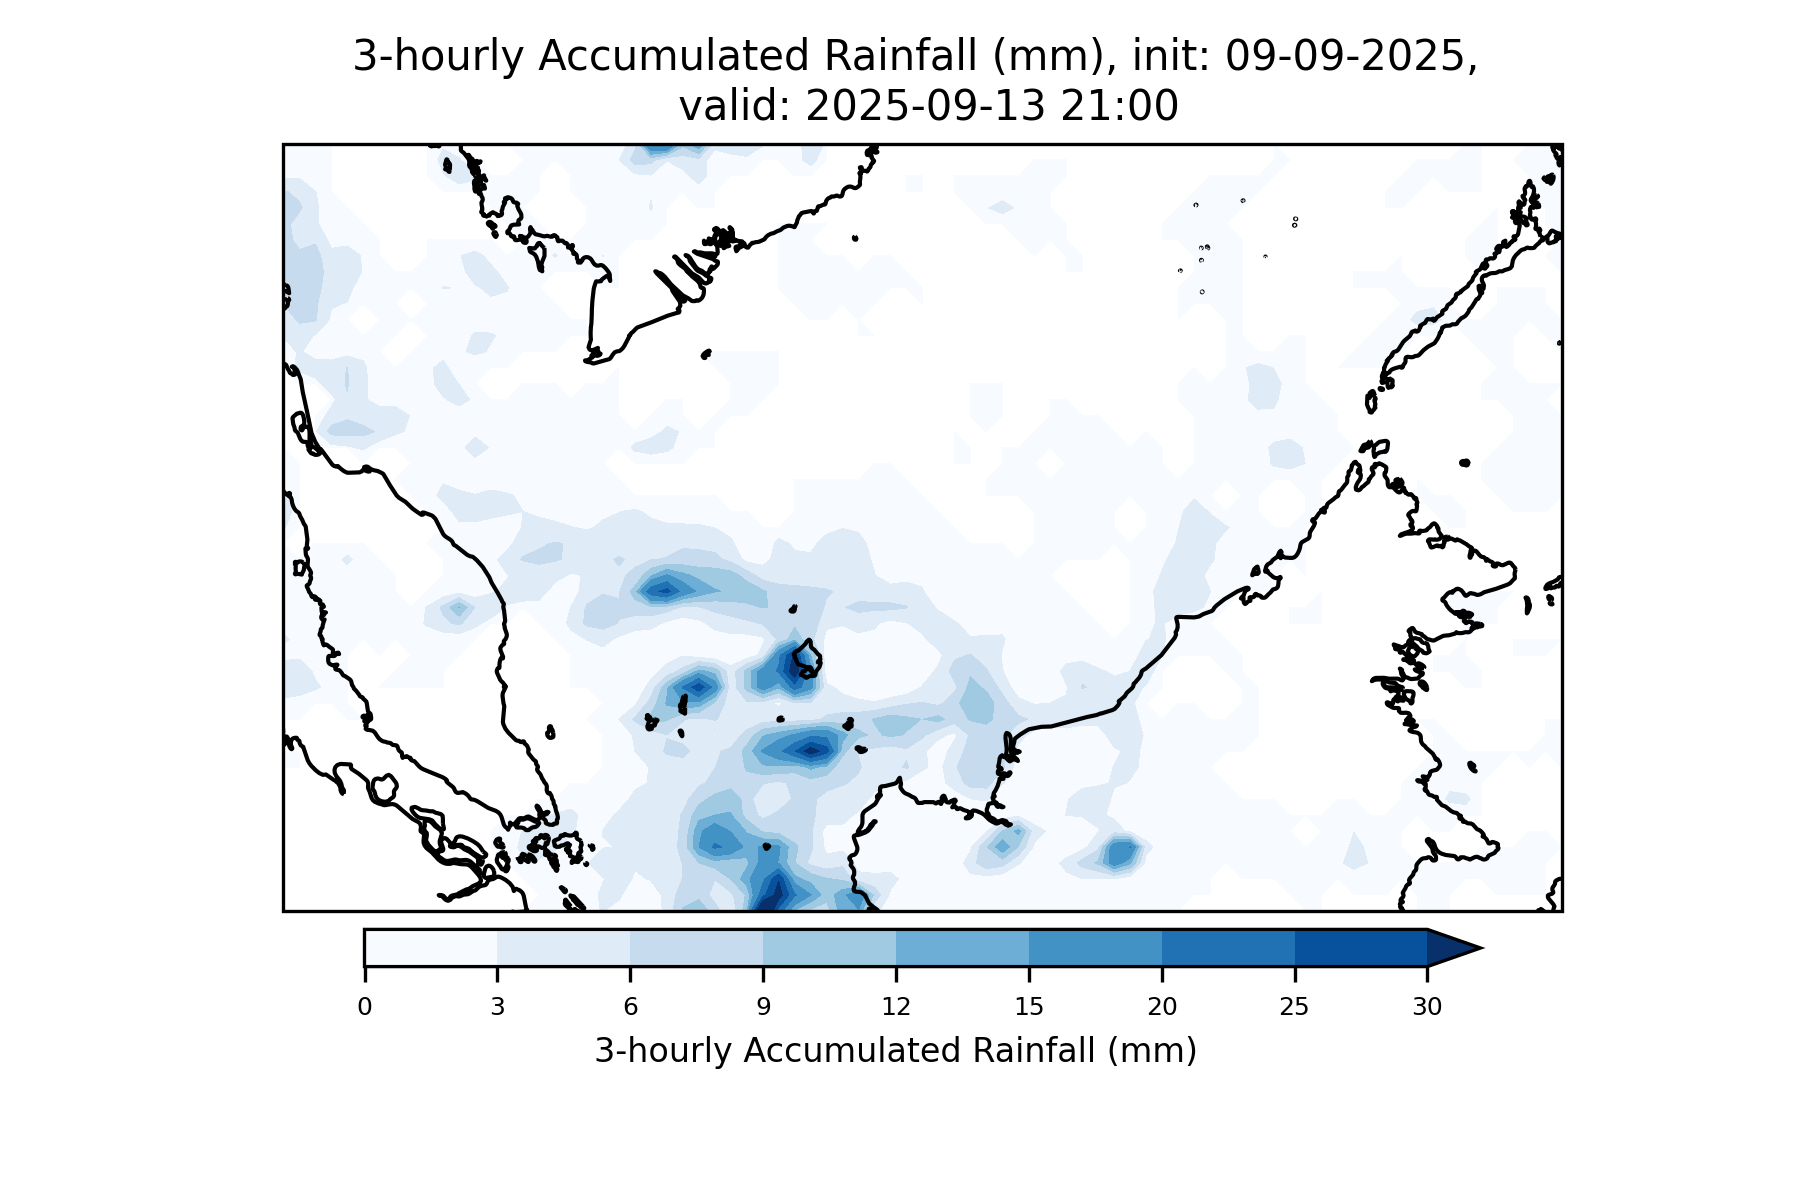 3-hourly Accumulated Rainfall (mm), init: 09-09-2025,
valid: 2025-09-13 21:00
0 3 6 9 12 15 20 25 30
3-hourly Accumulated Rainfall (mm)